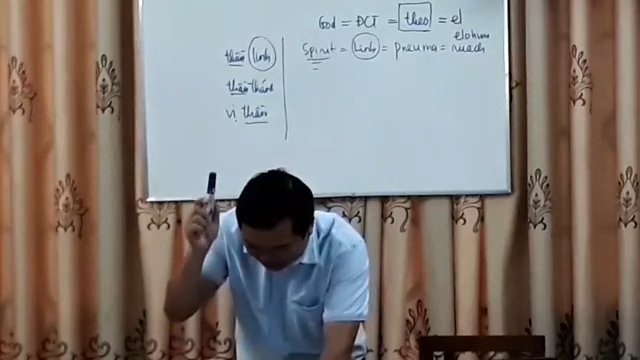 God = ĐCT = theo = el
elohim
Spirit = Linh = pneuma = ruach
thần linh
thần thánh
vị thần